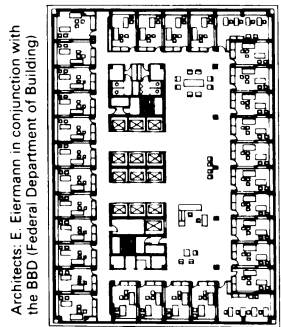 Architects: E. Eiermann in conjunction with
the BBD (Federal Department of Building)